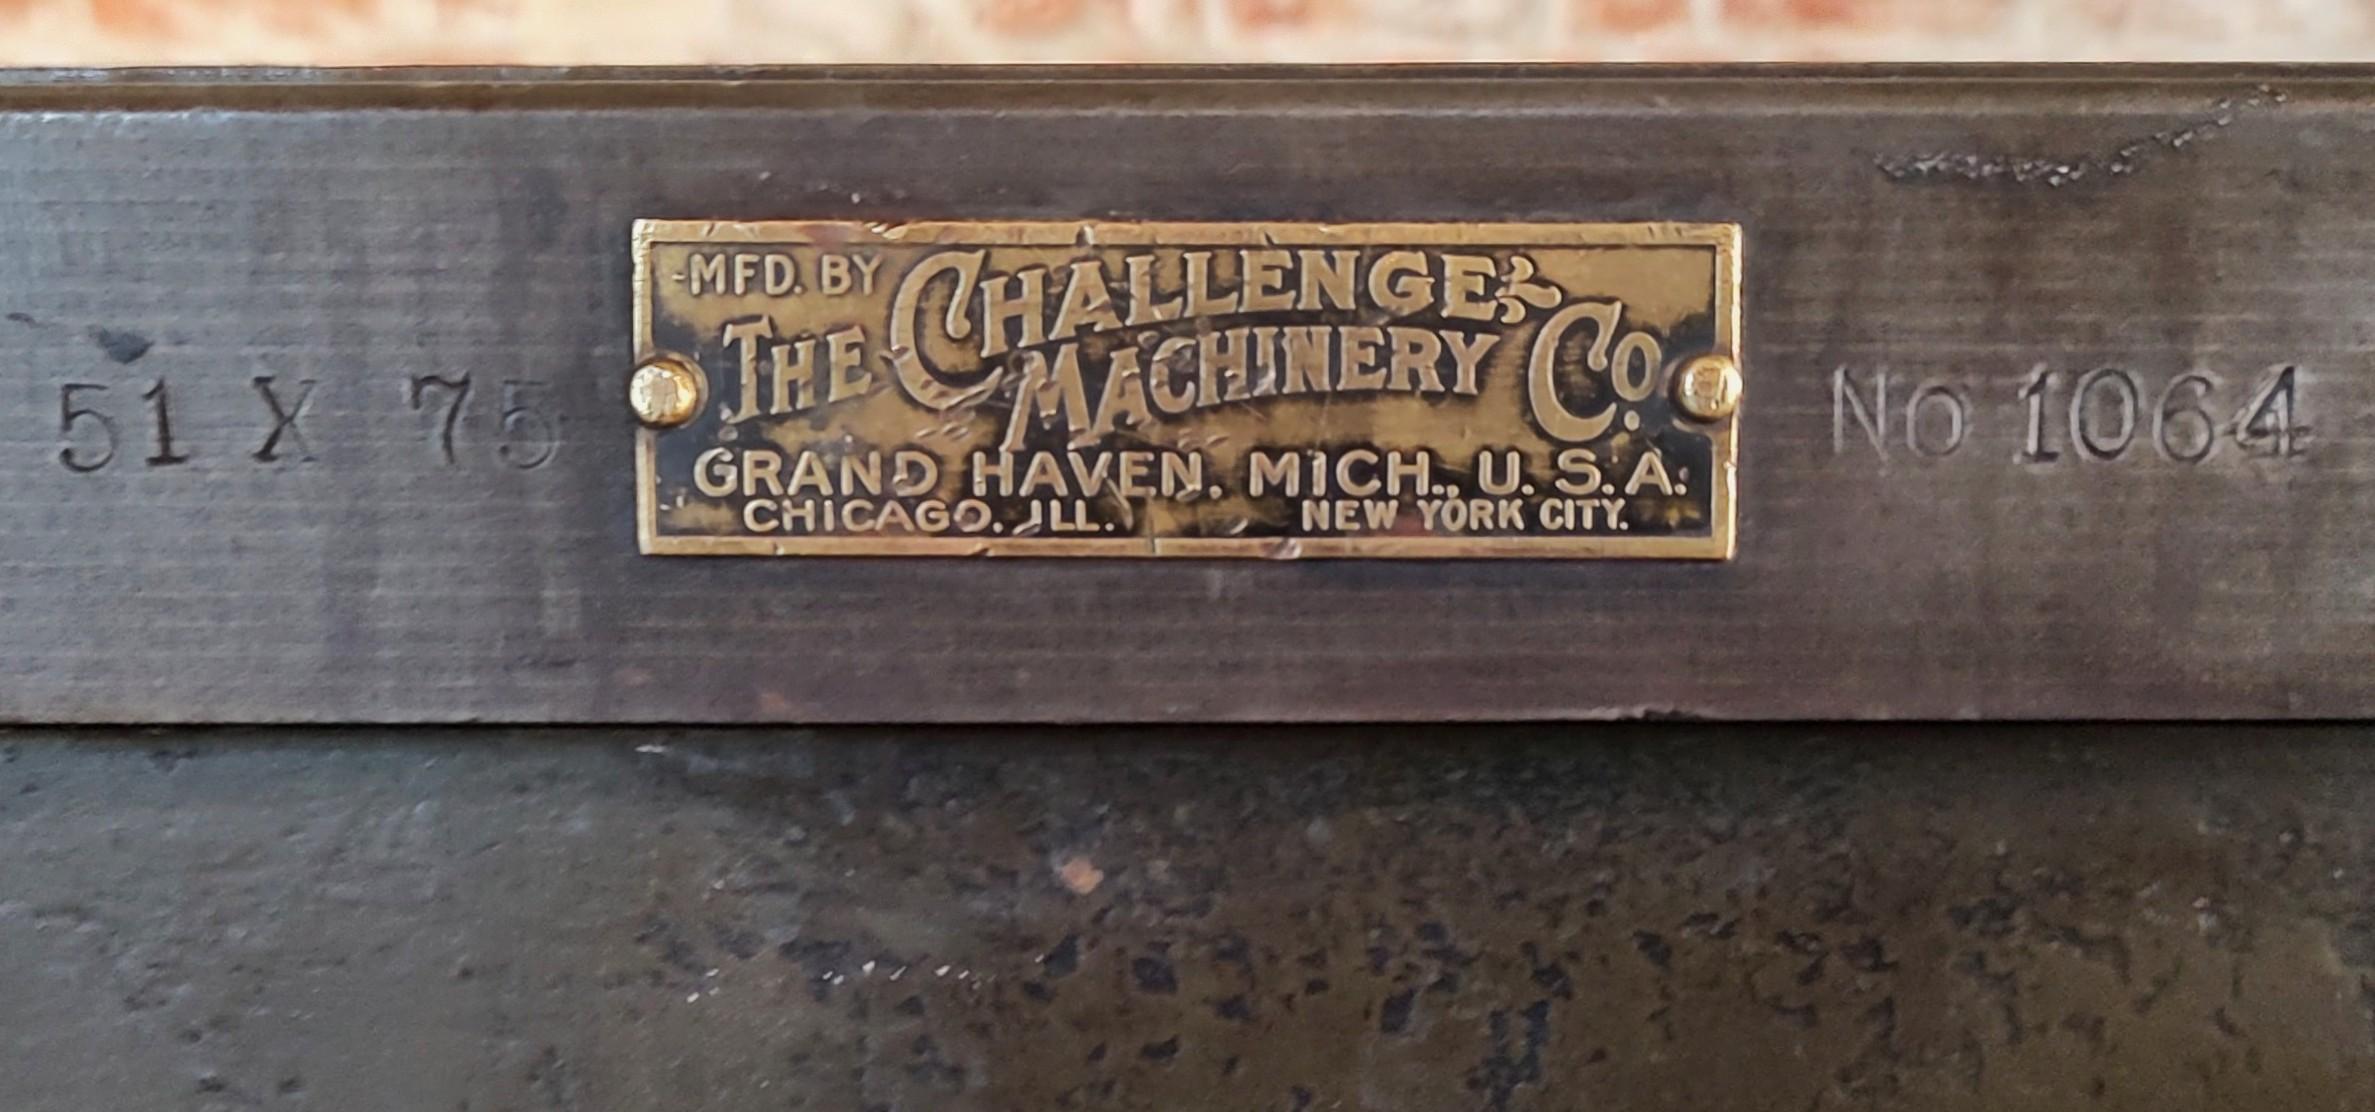 51 X 75
MFD. BY
THE CHALLENGE
MACHINERY CO.
GRAND HAVEN, MICH., U. S. A.
CHICAGO, ILL. NEW YORK CITY.
No 1064